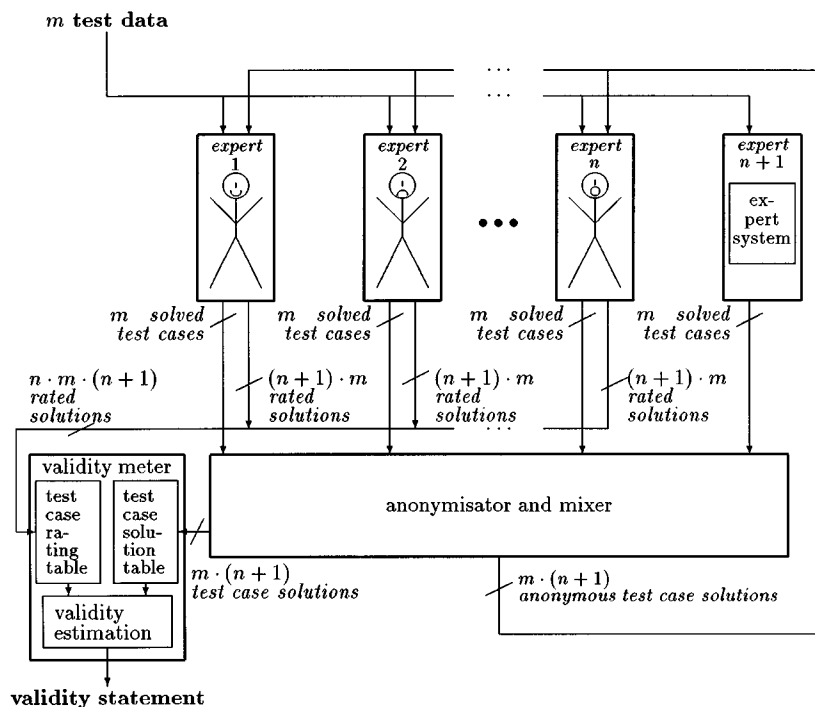 m test data
· · ·
· · ·
expert
1
expert
2
expert
n
expert
n + 1
ex-
pert
system
• • •
m solved
test cases
m solved
test cases
m solved
test cases
m solved
test cases
n · m · (n + 1)
rated
solutions
(n + 1) · m
rated
solutions
(n + 1) · m
rated
solutions
(n + 1) · m
rated
solutions
· · ·
validity meter
test
case
ra-
ting
table
test
case
solu-
tion
table
anonymisator and mixer
m · (n + 1)
test case solutions
m · (n + 1)
anonymous test case solutions
validity
estimation
validity statement